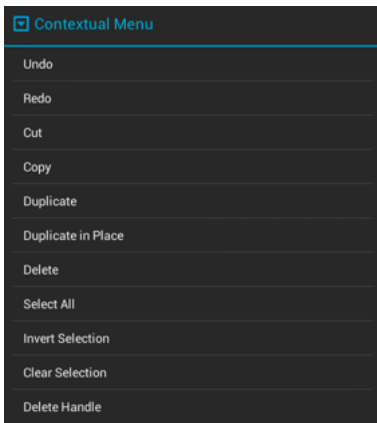 Contextual Menu
Undo
Redo
Cut
Copy
Duplicate
Duplicate in Place
Delete
Select All
Invert Selection
Clear Selection
Delete Handle